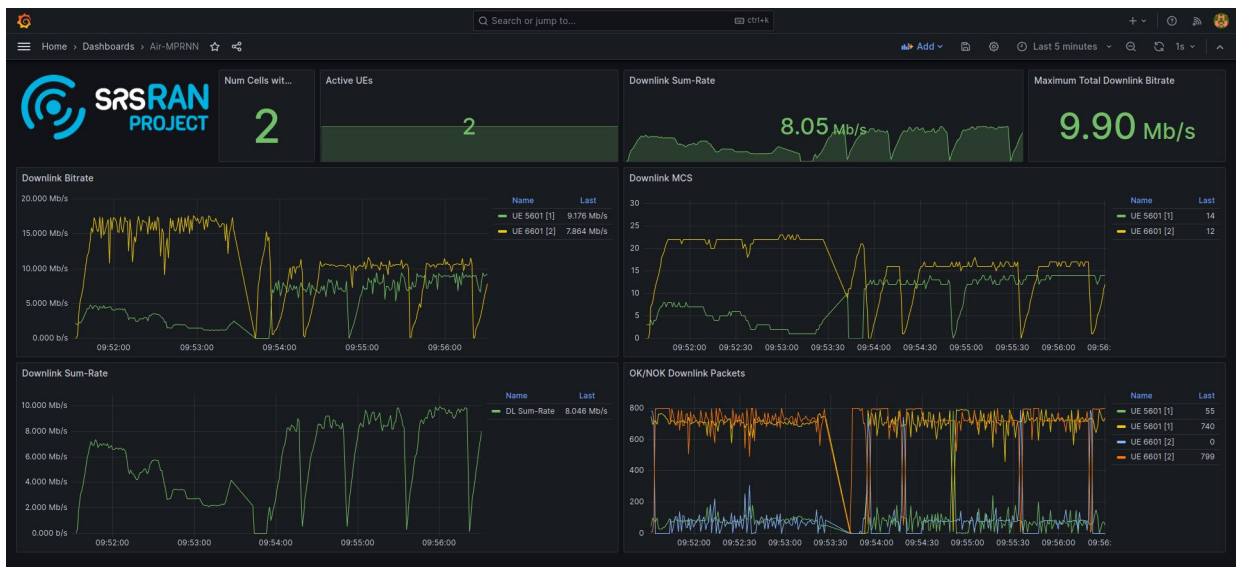 Search or jump to...
ctrl+k
Home › Dashboards › Air-MPRNN
Add
Last 5 minutes
1s
srsRAN
PROJECT
Num Cells wit...
2
Active UEs
2
Downlink Sum-Rate
8.05 Mb/s
Maximum Total Downlink Bitrate
9.90 Mb/s
Downlink Bitrate
20.000 Mb/s
15.000 Mb/s
10.000 Mb/s
5.000 Mb/s
0.000 b/s
09:52:00 09:53:00 09:54:00 09:55:00 09:56:00
Name Last
UE 5601 [1] 9.176 Mb/s
UE 6601 [2] 7.864 Mb/s
Downlink MCS
30
25
20
15
10
5
0
09:52:00 09:52:30 09:53:00 09:53:30 09:54:00 09:54:30 09:55:00 09:55:30 09:56:00 09:56:
Name Last
UE 5601 [1] 14
UE 6601 [2] 12
Downlink Sum-Rate
10.000 Mb/s
8.000 Mb/s
6.000 Mb/s
4.000 Mb/s
2.000 Mb/s
0.000 b/s
09:52:00 09:53:00 09:54:00 09:55:00 09:56:00
Name Last
DL Sum-Rate 8.046 Mb/s
OK/NOK Downlink Packets
800
600
400
200
0
09:52:00 09:52:30 09:53:00 09:53:30 09:54:00 09:54:30 09:55:00 09:55:30 09:56:00 09:56:
Name Last
UE 5601 [1] 55
UE 5601 [1] 740
UE 6601 [2] 0
UE 6601 [2] 799